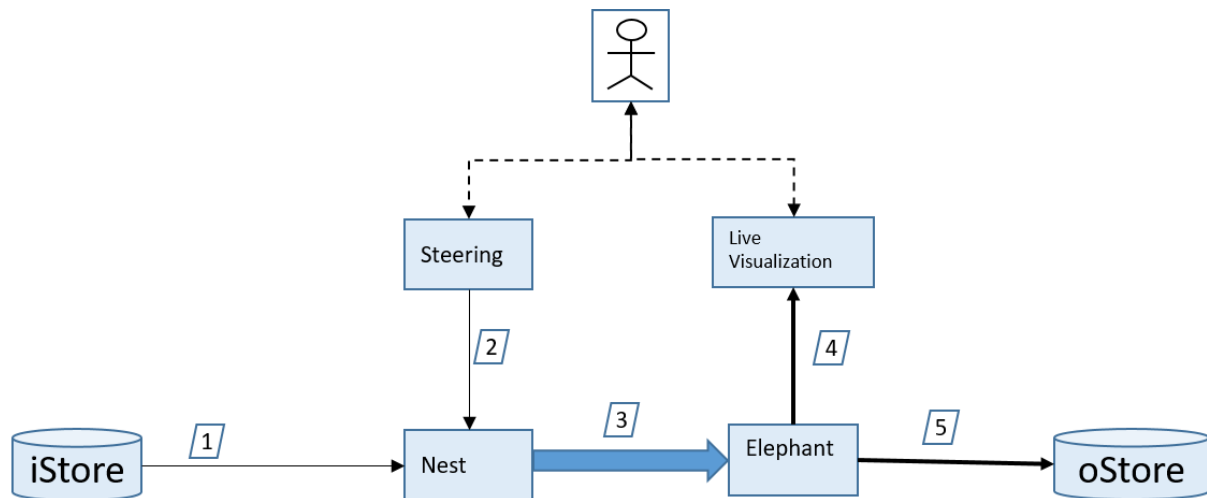 Steering
Live
Visualization
2
4
1
3
5
iStore
Nest
Elephant
oStore